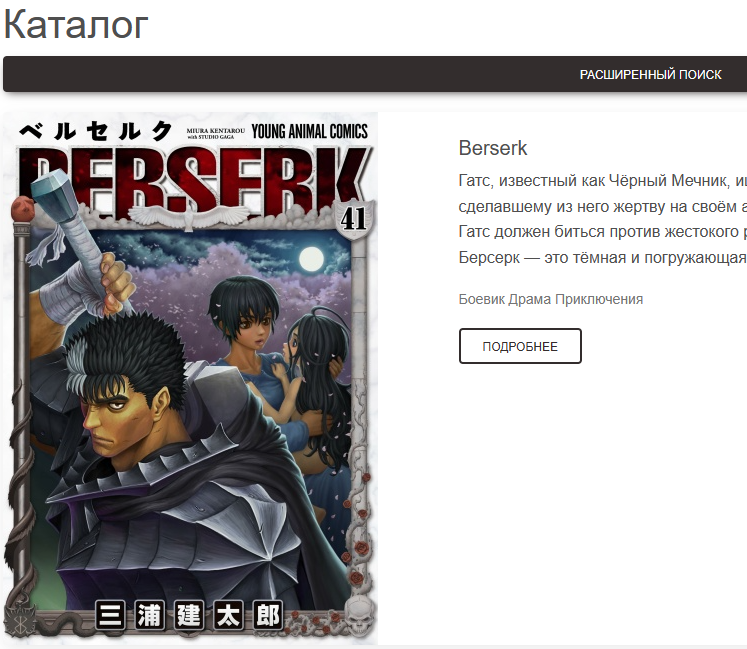 Каталог
РАСШИРЕННЫЙ ПОИСК
ベルセルク
MIURA KENTAROU
with STUDIO GAGA
YOUNG ANIMAL COMICS
BERSERK
41
三浦建太郎
Berserk
Гатс, известный как Чёрный Мечник,
сделавшему из него жертву на своём
Гатс должен биться против жестокого
Берсерк — это тёмная и погружающая
Боевик Драма Приключения
ПОДРОБНЕЕ